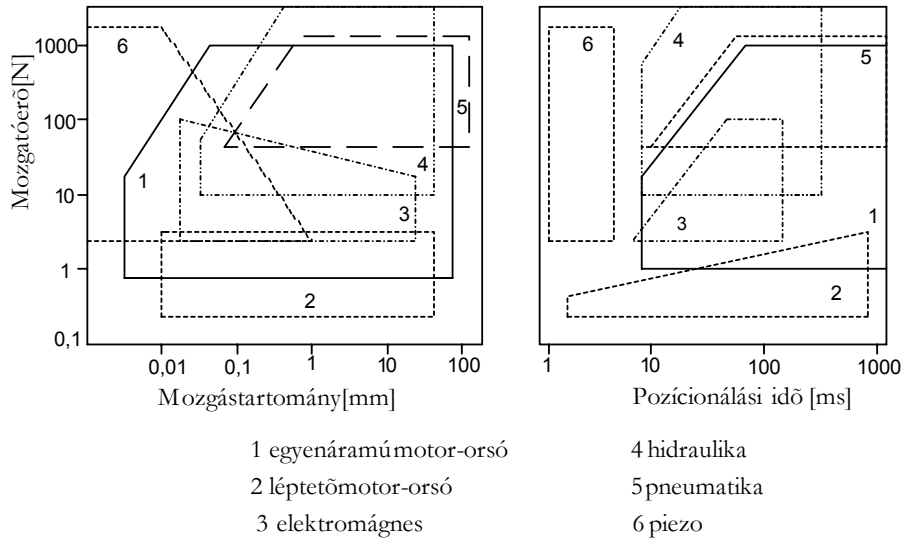 Mozgatóerõ[N]
1000
100
10
1
0,1
6
5
4
1
3
2
0,01
0,1
1
10
100
Mozgástartomány[mm]
6
4
5
3
1
2
1
10
100
1000
Pozícionálási idõ [ms]
1 egyenáramú motor-orsó
4 hidraulika
2 léptetõmotor-orsó
5 pneumatika
3 elektromágnes
6 piezo